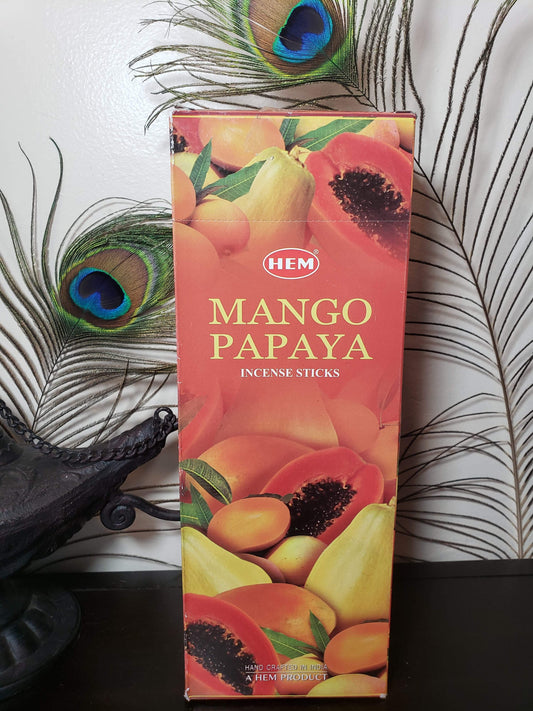 HEM®
MANGO
PAPAYA
INCENSE STICKS
HAND CRAFTED IN INDIA
A HEM PRODUCT